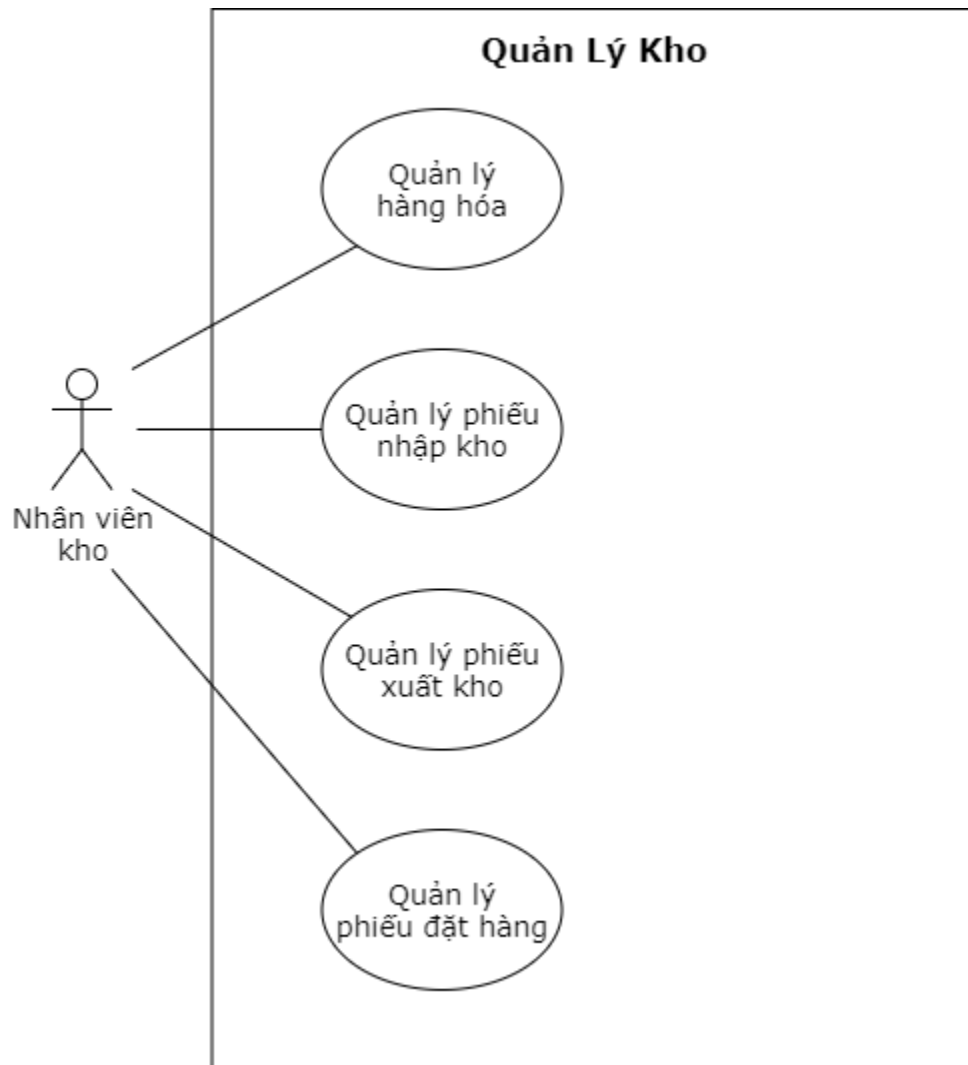 Quản Lý Kho
Quản lý
hàng hóa
Quản lý phiếu
nhập kho
Nhân viên
kho
Quản lý phiếu
xuất kho
Quản lý
phiếu đặt hàng